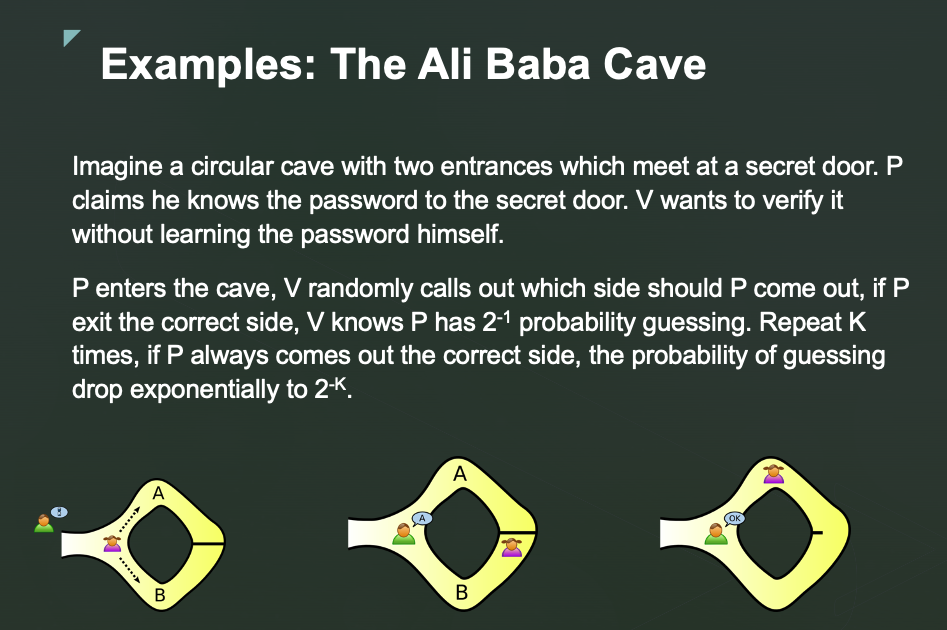 Examples: The Ali Baba Cave
Imagine a circular cave with two entrances which meet at a secret door. P
claims he knows the password to the secret door. V wants to verify it
without learning the password himself.
P enters the cave, V randomly calls out which side should P come out, if P
exit the correct side, V knows P has 2⁻¹ probability guessing. Repeat K
times, if P always comes out the correct side, the probability of guessing
drop exponentially to 2⁻ᴷ.
A
B
A
A
B
OK